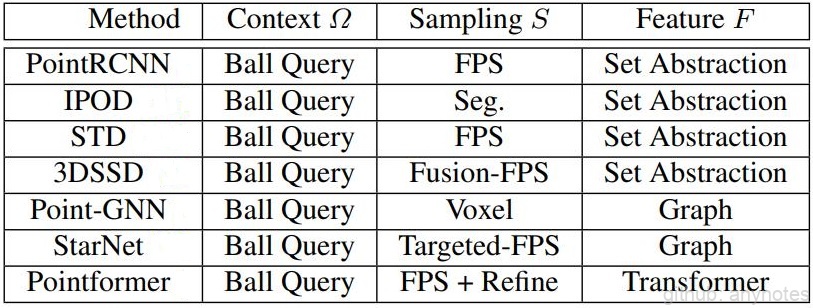 Method Context Ω Sampling S Feature F
PointRCNN Ball Query FPS Set Abstraction
IPOD Ball Query Seg. Set Abstraction
STD Ball Query FPS Set Abstraction
3DSSD Ball Query Fusion-FPS Set Abstraction
Point-GNN Ball Query Voxel Graph
StarNet Ball Query Targeted-FPS Graph
Pointformer Ball Query FPS + Refine Transformer
github: anynotes